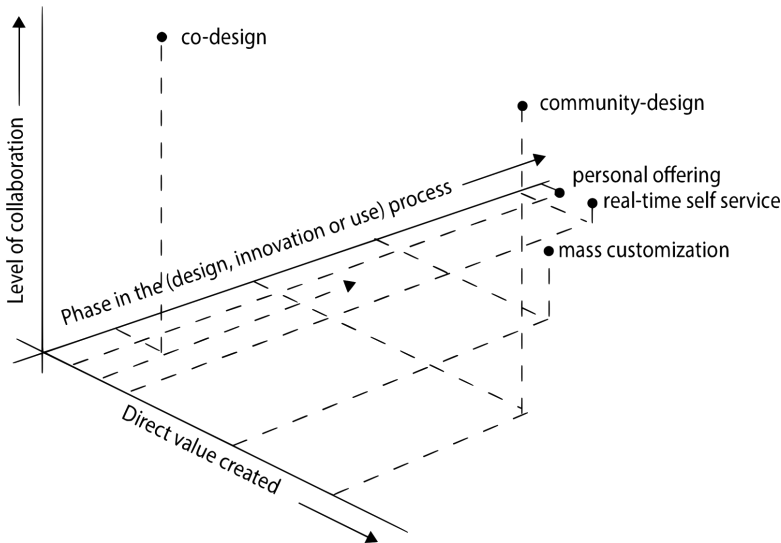 co-design
community-design
personal offering
real-time self service
mass customization
Level of collaboration
Phase in the (design, innovation or use) process
Direct value created